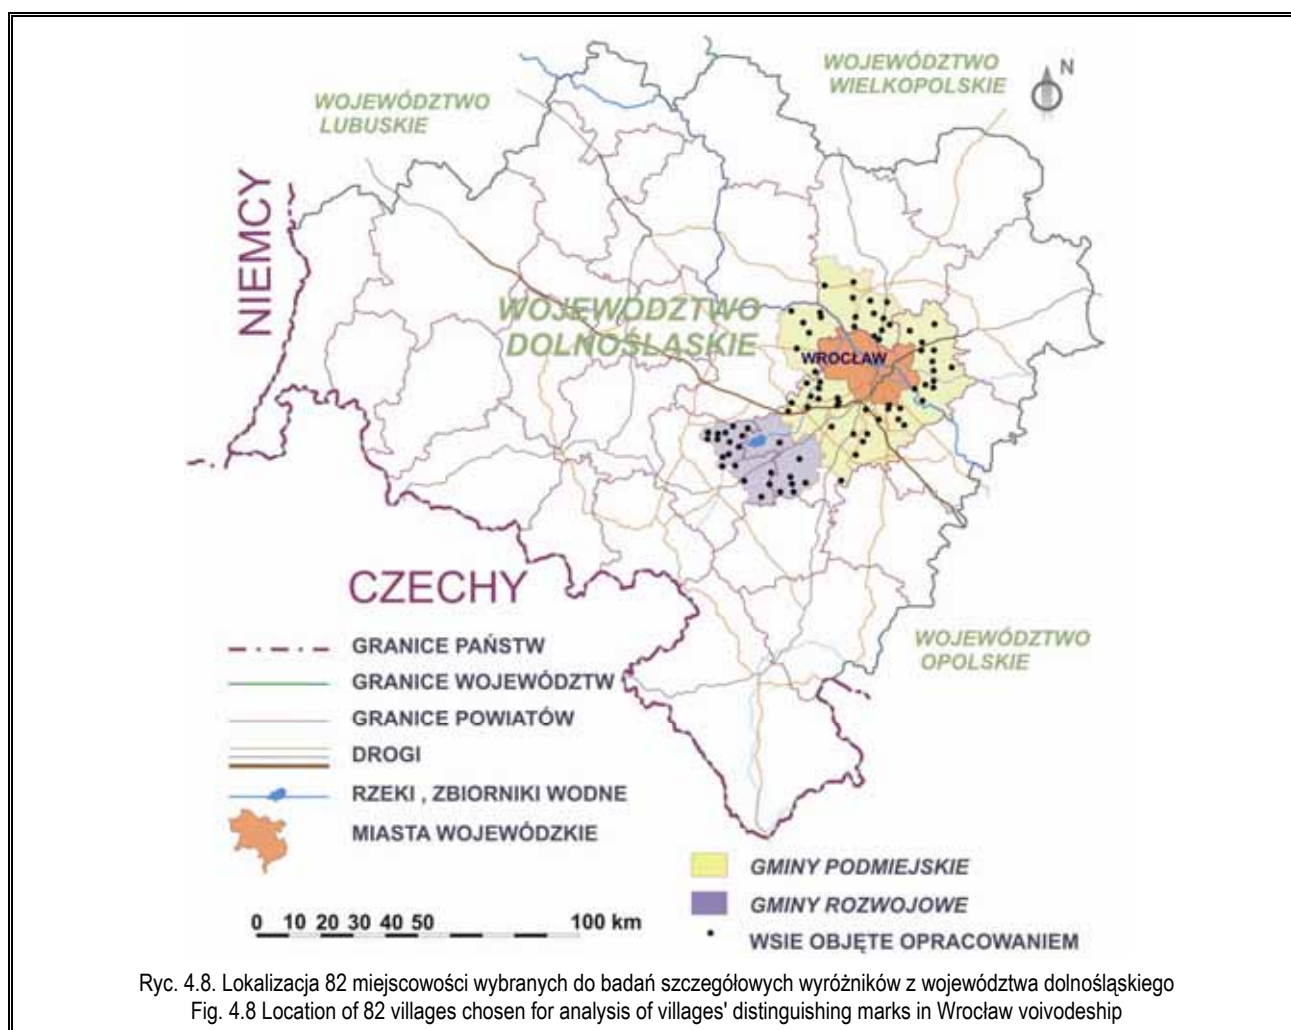 WOJEWÓDZTWO
WIELKOPOLSKIE
N
WOJEWÓDZTWO
LUBUSKIE
NIEMCY
WOJEWÓDZTWO
DOLNOŚLĄSKIE
WROCŁAW
CZECHY
WOJEWÓDZTWO
OPOLSKIE
GRANICE PAŃSTW
GRANICE WOJEWÓDZTW
GRANICE POWIATÓW
DROGI
RZEKI , ZBIORNIKI WODNE
MIASTA WOJEWÓDZKIE
GMINY PODMIEJSKIE
GMINY ROZWOJOWE
WSIE OBJĘTE OPRACOWANIEM
0 10 20 30 40 50 100 km
Ryc. 4.8. Lokalizacja 82 miejscowości wybranych do badań szczegółowych wyróżników z województwa dolnośląskiego
Fig. 4.8 Location of 82 villages chosen for analysis of villages' distinguishing marks in Wrocław voivodeship